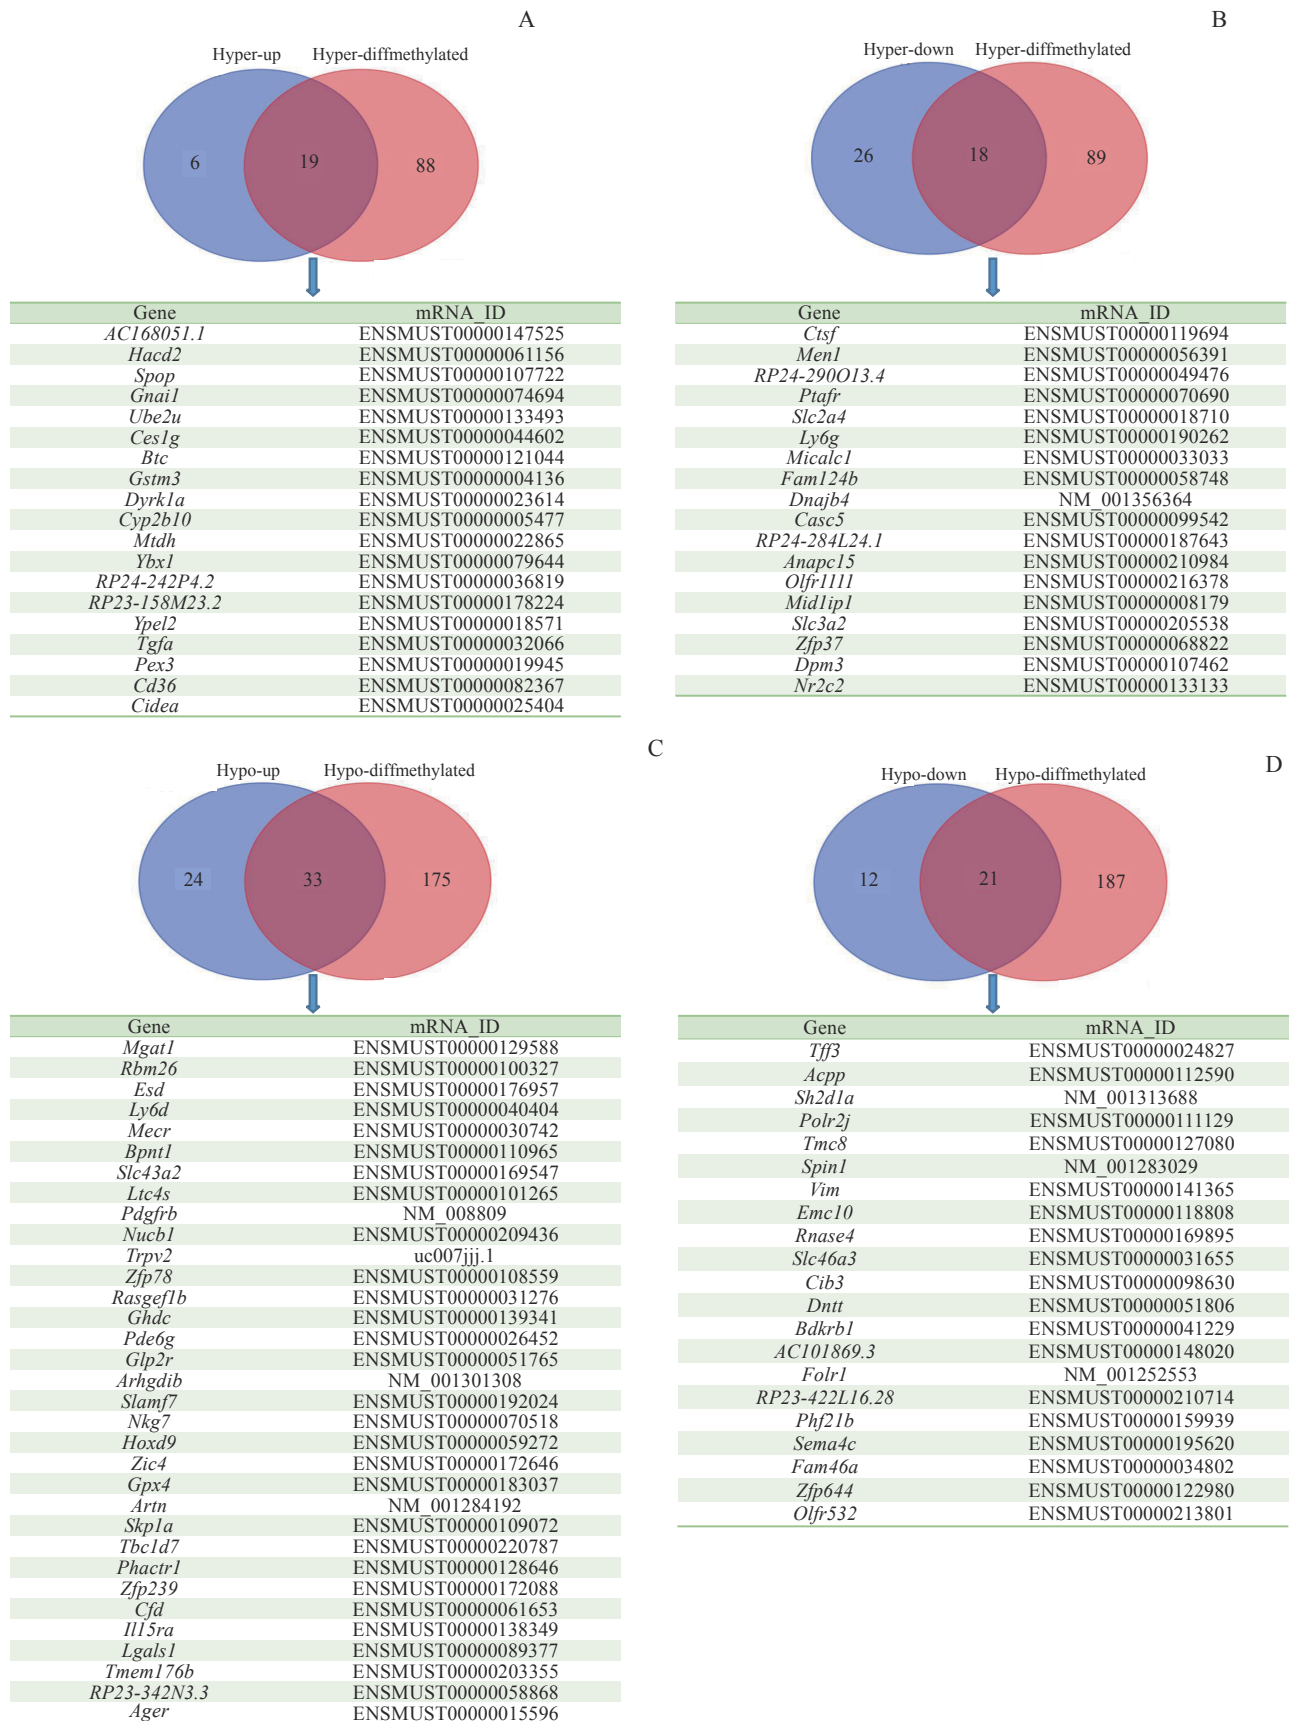 A
Hyper-up Hyper-diffmethylated
6 19 88
Gene mRNA_ID
AC168051.1 ENSMUST00000147525
Hacd2 ENSMUST00000061156
Spop ENSMUST00000107722
Gnai1 ENSMUST00000074694
Ube2u ENSMUST00000133493
Ces1g ENSMUST00000044602
Btc ENSMUST00000121044
Gstm3 ENSMUST00000004136
Dyrk1a ENSMUST00000023614
Cyp2b10 ENSMUST00000005477
Mtdh ENSMUST00000022865
Ybx1 ENSMUST00000079644
RP24-242P4.2 ENSMUST00000036819
RP23-158M23.2 ENSMUST00000178224
Ypel2 ENSMUST00000018571
Tgfa ENSMUST00000032066
Pex3 ENSMUST00000019945
Cd36 ENSMUST00000082367
Cidea ENSMUST00000025404
B
Hyper-down Hyper-diffmethylated
26 18 89
Gene mRNA_ID
Ctsf ENSMUST00000119694
Men1 ENSMUST00000056391
RP24-290O13.4 ENSMUST00000049476
Ptafr ENSMUST00000070690
Slc2a4 ENSMUST00000018710
Ly6g ENSMUST00000190262
Micalc1 ENSMUST00000033033
Fam124b ENSMUST00000058748
Dnajb4 NM_001356364
Casc5 ENSMUST00000099542
RP24-284L24.1 ENSMUST00000187643
Anapc15 ENSMUST00000210984
Olfr1111 ENSMUST00000216378
Mid1ip1 ENSMUST00000008179
Slc3a2 ENSMUST00000205538
Zfp37 ENSMUST00000068822
Dpm3 ENSMUST00000107462
Nr2c2 ENSMUST00000133133
C
Hypo-up Hypo-diffmethylated
24 33 175
Gene mRNA_ID
Mgat1 ENSMUST00000129588
Rbm26 ENSMUST00000100327
Esd ENSMUST00000176957
Ly6d ENSMUST00000040404
Mecr ENSMUST00000030742
Bpnt1 ENSMUST00000110965
Slc43a2 ENSMUST00000169547
Ltc4s ENSMUST00000101265
Pdgfrb NM_008809
Nucb1 ENSMUST00000209436
Trpv2 uc007jjj.1
Zfp78 ENSMUST00000108559
Rasgef1b ENSMUST00000031276
Ghdc ENSMUST00000139341
Pde6g ENSMUST00000026452
Glp2r ENSMUST00000051765
Arhgdib NM_001301308
Slamf7 ENSMUST00000192024
Nkg7 ENSMUST00000070518
Hoxd9 ENSMUST00000059272
Zic4 ENSMUST00000172646
Gpx4 ENSMUST00000183037
Artn NM_001284192
Skp1a ENSMUST00000109072
Tbc1d7 ENSMUST00000220787
Phactr1 ENSMUST00000128646
Zfp239 ENSMUST00000172088
Cfd ENSMUST00000061653
Il15ra ENSMUST00000138349
Lgals1 ENSMUST00000089377
Tmem176b ENSMUST00000203355
RP23-342N3.3 ENSMUST00000058868
Ager ENSMUST00000015596
D
Hypo-down Hypo-diffmethylated
12 21 187
Gene mRNA_ID
Tff3 ENSMUST00000024827
Acpp ENSMUST00000112590
Sh2d1a NM_001313688
Polr2j ENSMUST00000111129
Tmc8 ENSMUST00000127080
Spin1 NM_001283029
Vim ENSMUST00000141365
Emc10 ENSMUST00000118808
Rnase4 ENSMUST00000169895
Slc46a3 ENSMUST00000031655
Cib3 ENSMUST00000098630
Dntt ENSMUST00000051806
Bdkrb1 ENSMUST00000041229
AC101869.3 ENSMUST00000148020
Folr1 NM_001252553
RP23-422L16.28 ENSMUST00000210714
Phf21b ENSMUST00000159939
Sema4c ENSMUST00000195620
Fam46a ENSMUST00000034802
Zfp644 ENSMUST00000122980
Olfr532 ENSMUST00000213801